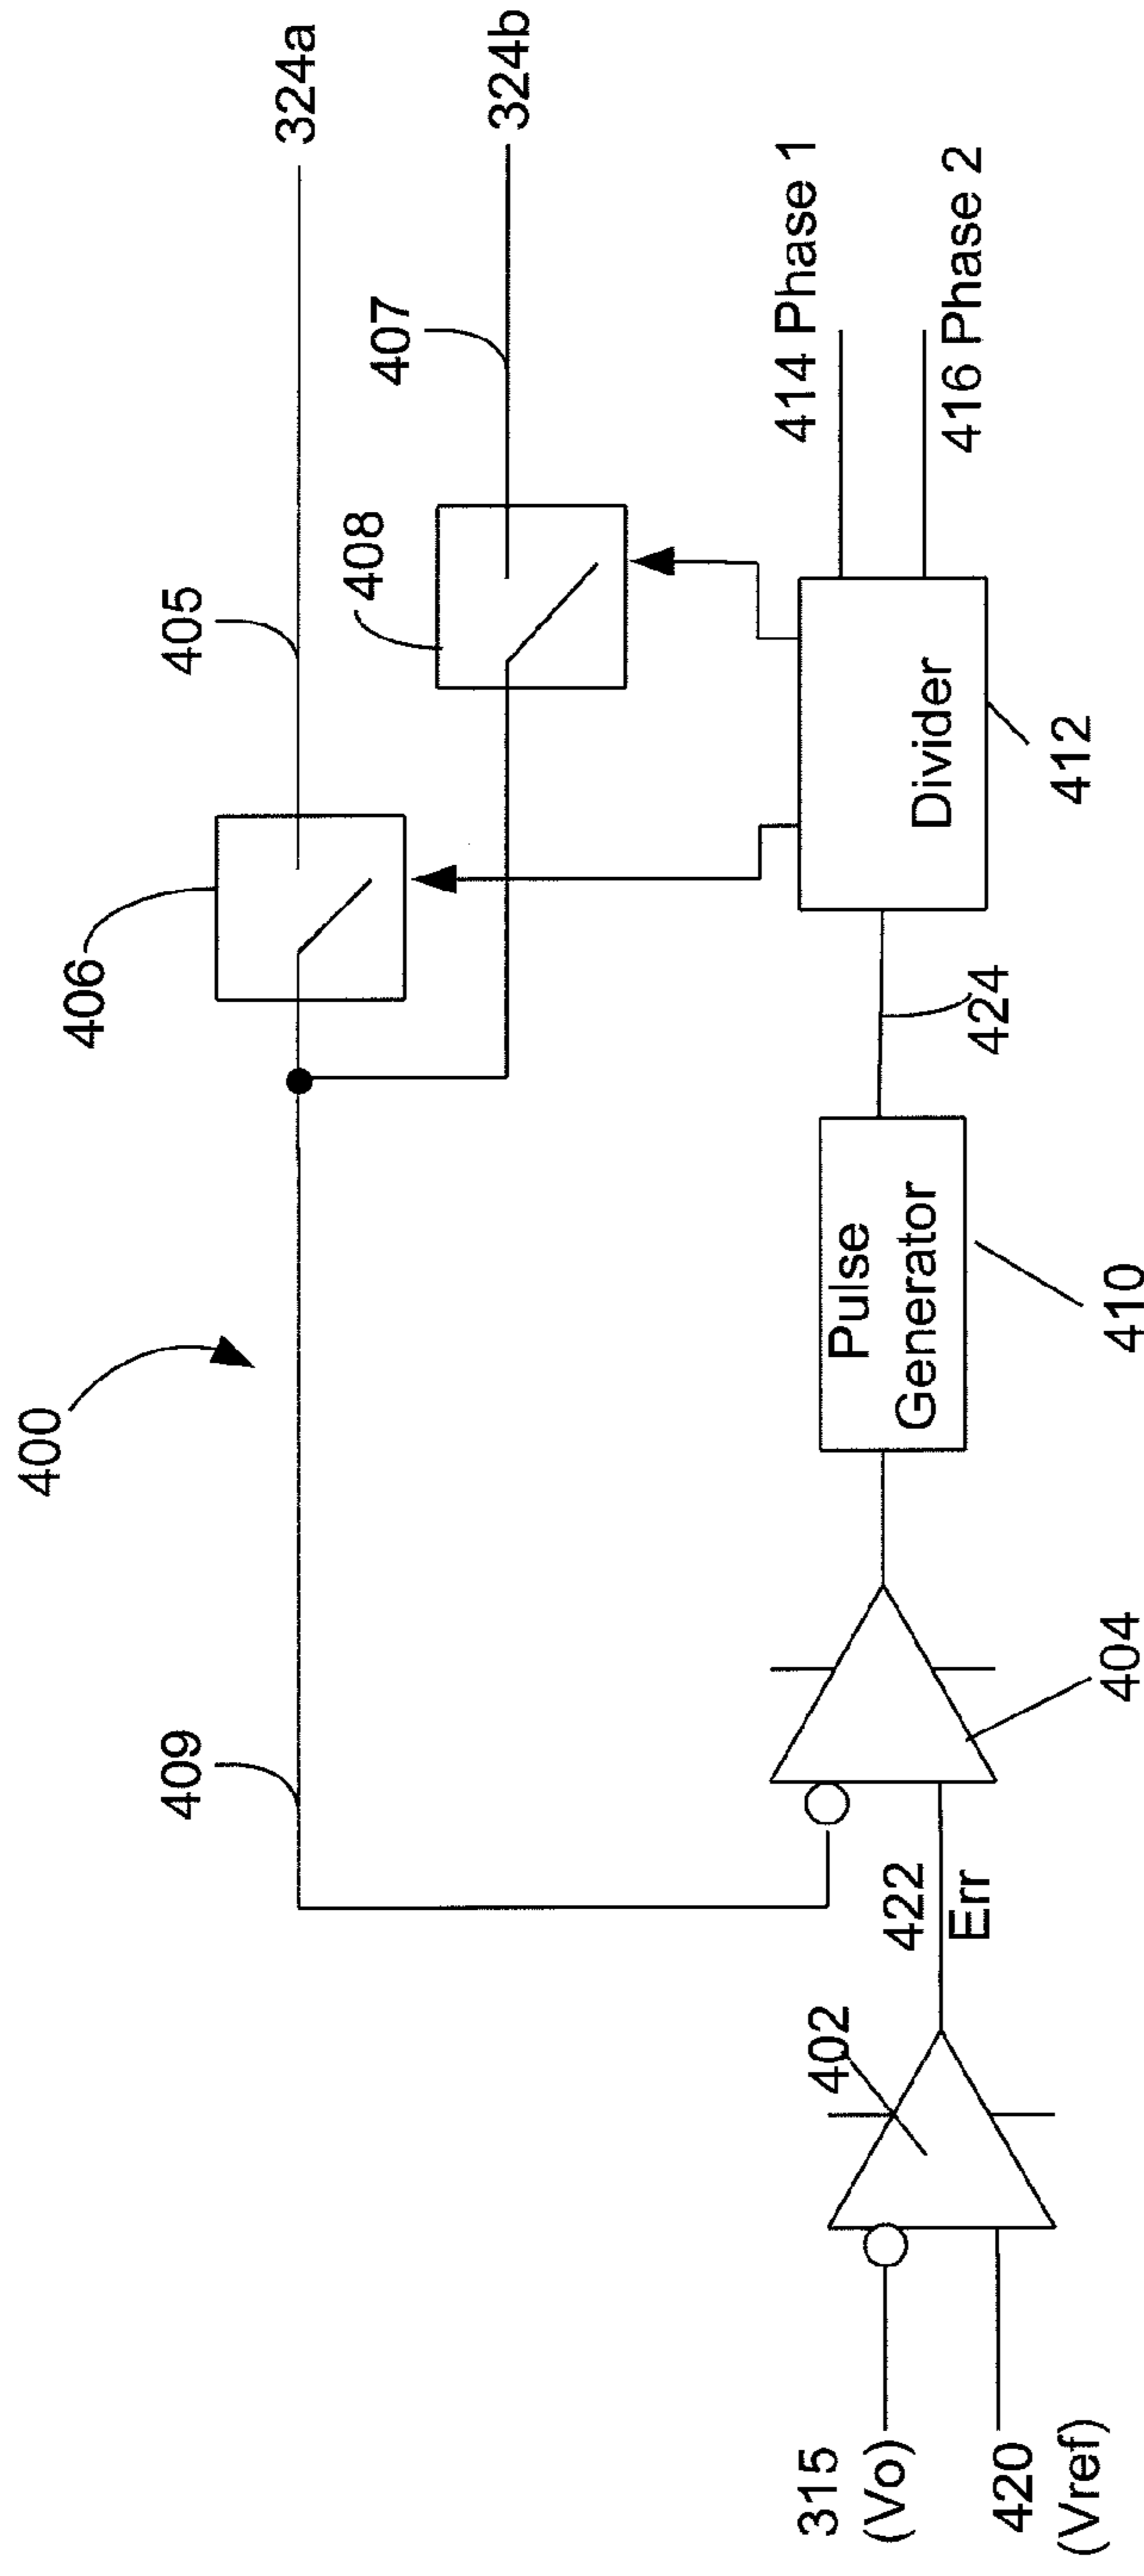 400
409
406
405
324a
408
407
324b
315
(Vo)
420
(Vref)
402
422
Err
404
Pulse
Generator
410
424
Divider
412
414 Phase 1
416 Phase 2